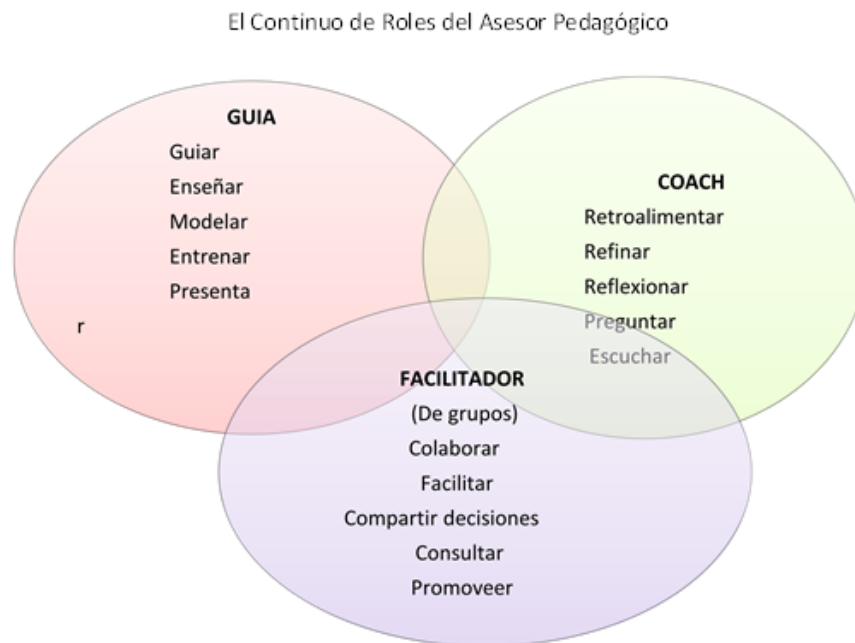 El Continuo de Roles del Asesor Pedagógico
GUIA
Guiar
Enseñar
Modelar
Entrenar
Presenta
r
COACH
Retroalimentar
Refinar
Reflexionar
Preguntar
Escuchar
FACILITADOR
(De grupos)
Colaborar
Facilitar
Compartir decisiones
Consultar
Promoveer